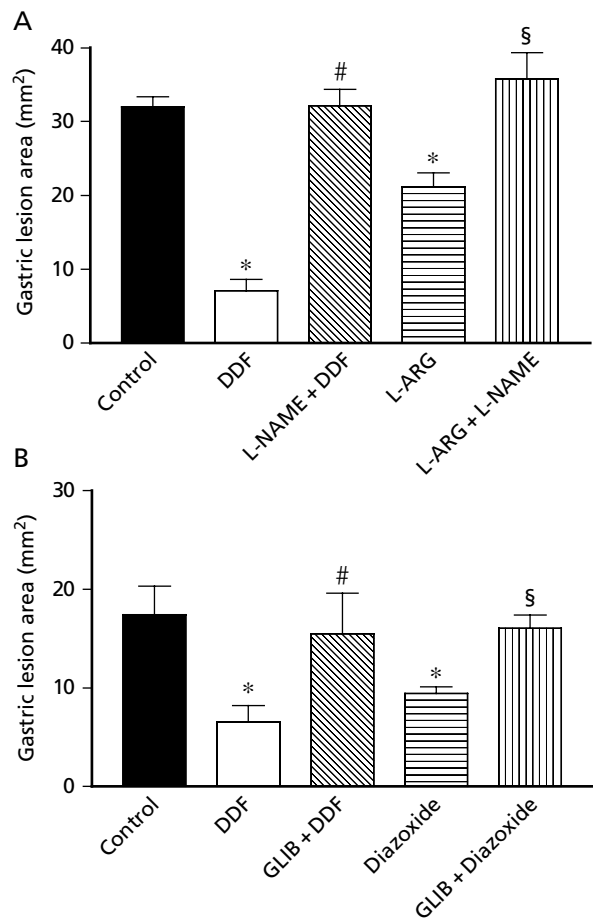 A
Gastric lesion area (mm²)
40
30
20
10
0
*
#
*
§
Control
DDF
L-NAME + DDF
L-ARG
L-ARG + L-NAME
B
Gastric lesion area (mm²)
30
20
10
0
*
#
*
§
Control
DDF
GLIB + DDF
Diazoxide
GLIB + Diazoxide